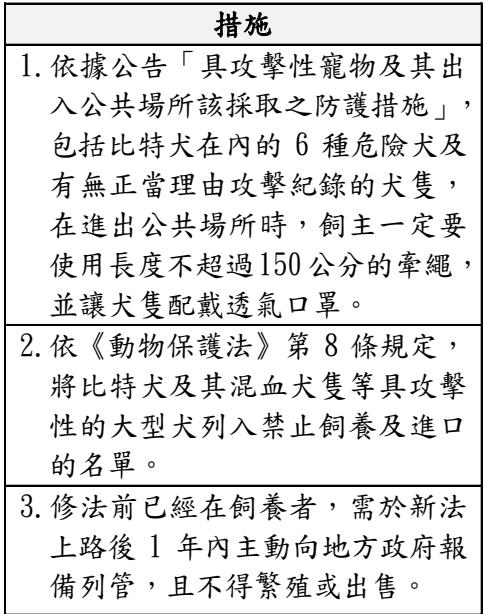 措施
1.依據公告「具攻擊性寵物及其出
入公共場所該採取之防護措施」，
包括比特犬在內的 6 種危險犬及
有無正當理由攻擊紀錄的犬隻，
在進出公共場所時，飼主一定要
使用長度不超過150公分的牽繩，
並讓犬隻配戴透氣口罩。
2.依《動物保護法》第 8 條規定，
將比特犬及其混血犬隻等具攻擊
性的大型犬列入禁止飼養及進口
的名單。
3.修法前已經在飼養者，需於新法
上路後 1 年內主動向地方政府報
備列管，且不得繁殖或出售。